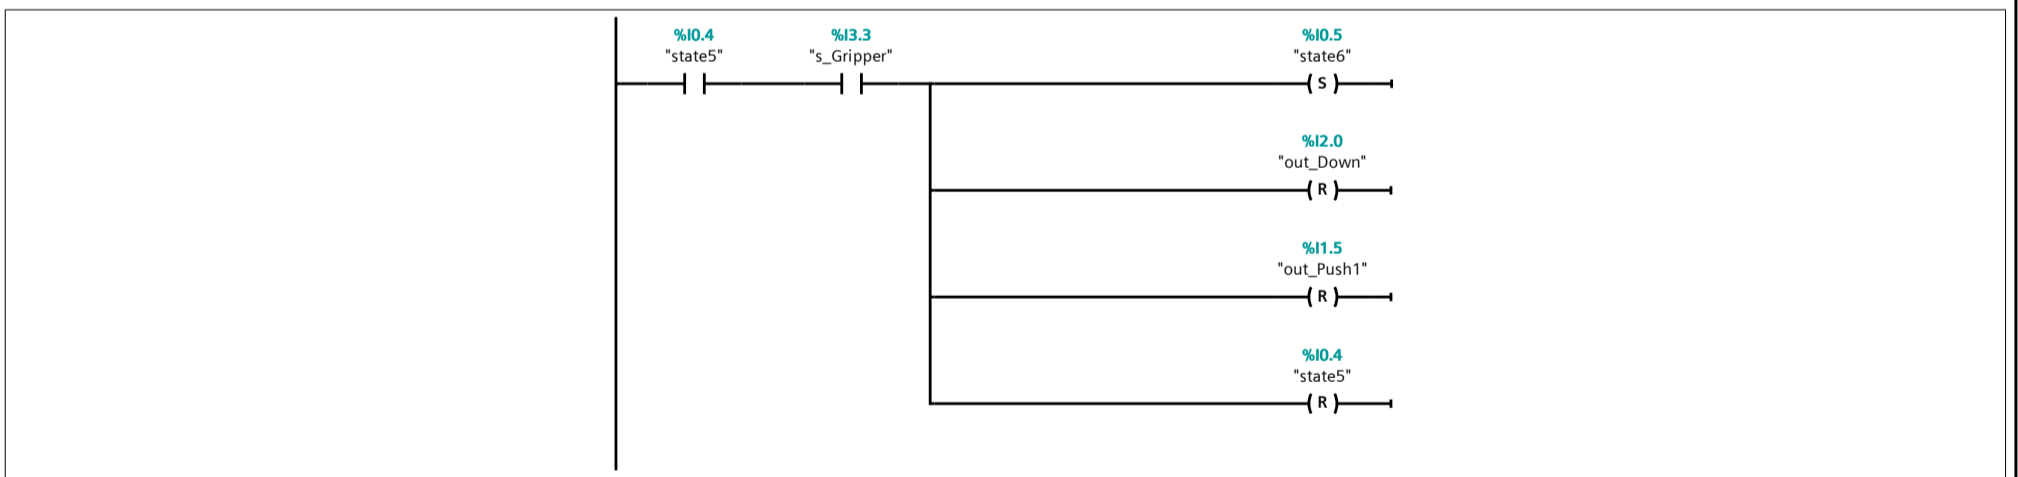 %I0.4 %I3.3 %I0.5
"state5" "s_Gripper" "state6"
S
%I2.0
"out_Down"
R
%I1.5
"out_Push1"
R
%I0.4
"state5"
R